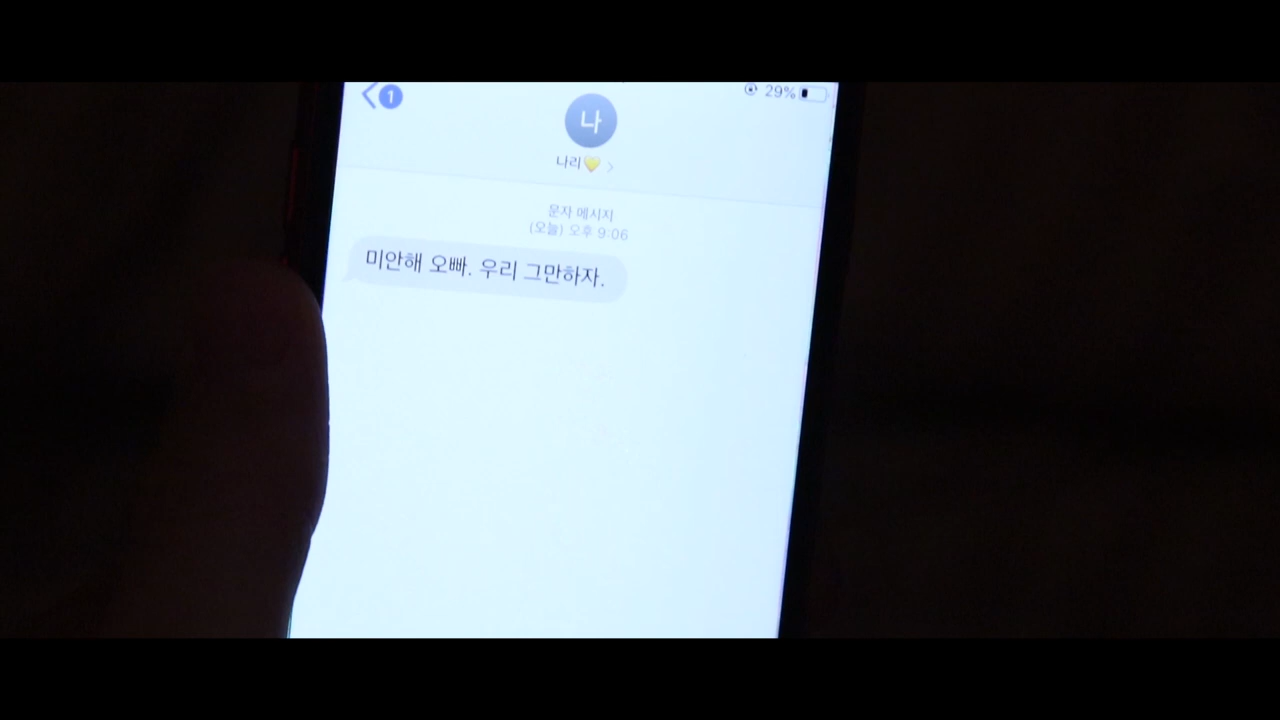 1
29%
나
나리💛 >
문자 메시지
(오늘) 오후 9:06
미안해 오빠. 우리 그만하자.